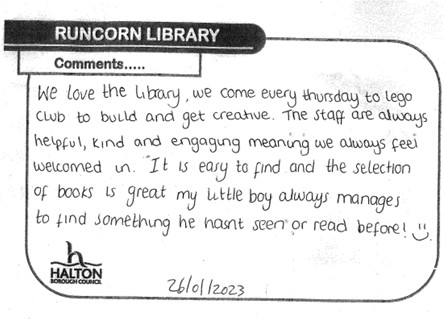 RUNCORN LIBRARY
Comments.....
We love the library, we come every thursday to lego
club to build and get creative. The staff are always
helpful, kind and engaging meaning we always feel
welcomed in. It is easy to find and the selection
of books is great my little boy always manages
to find something he hasnt seen or read before! :)
HALTON
BOROUGH COUNCIL
26/01/2023